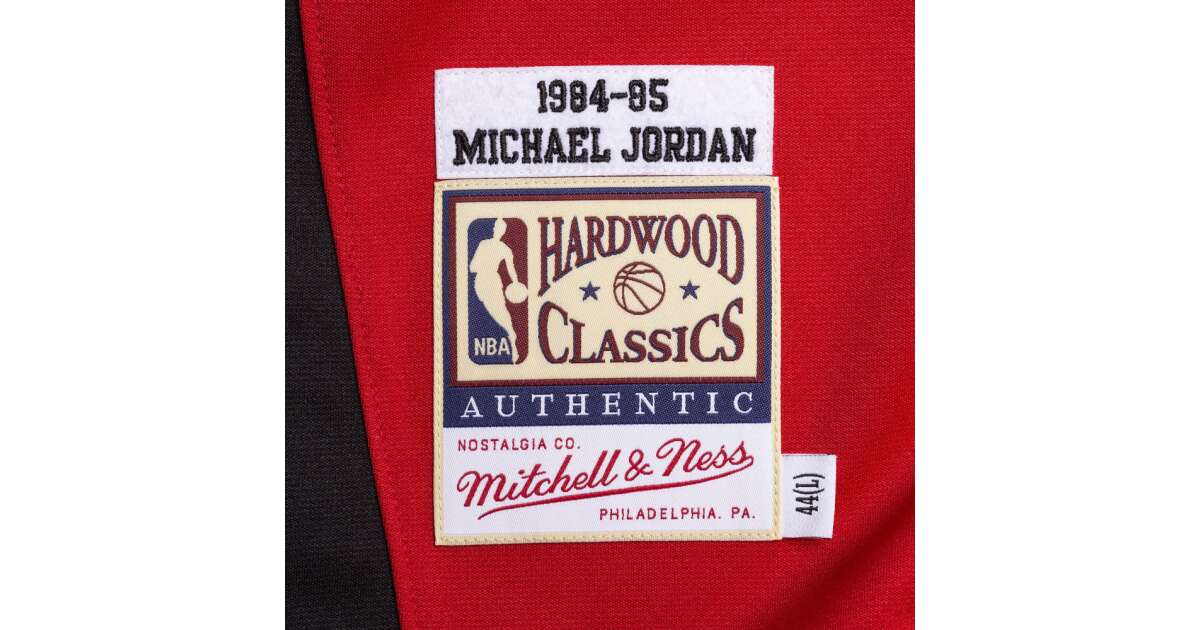 1984-85
MICHAEL JORDAN
HARDWOOD
NBA
CLASSICS
AUTHENTIC
NOSTALGIA CO.
Mitchell & Ness
PHILADELPHIA. PA.
44(L)